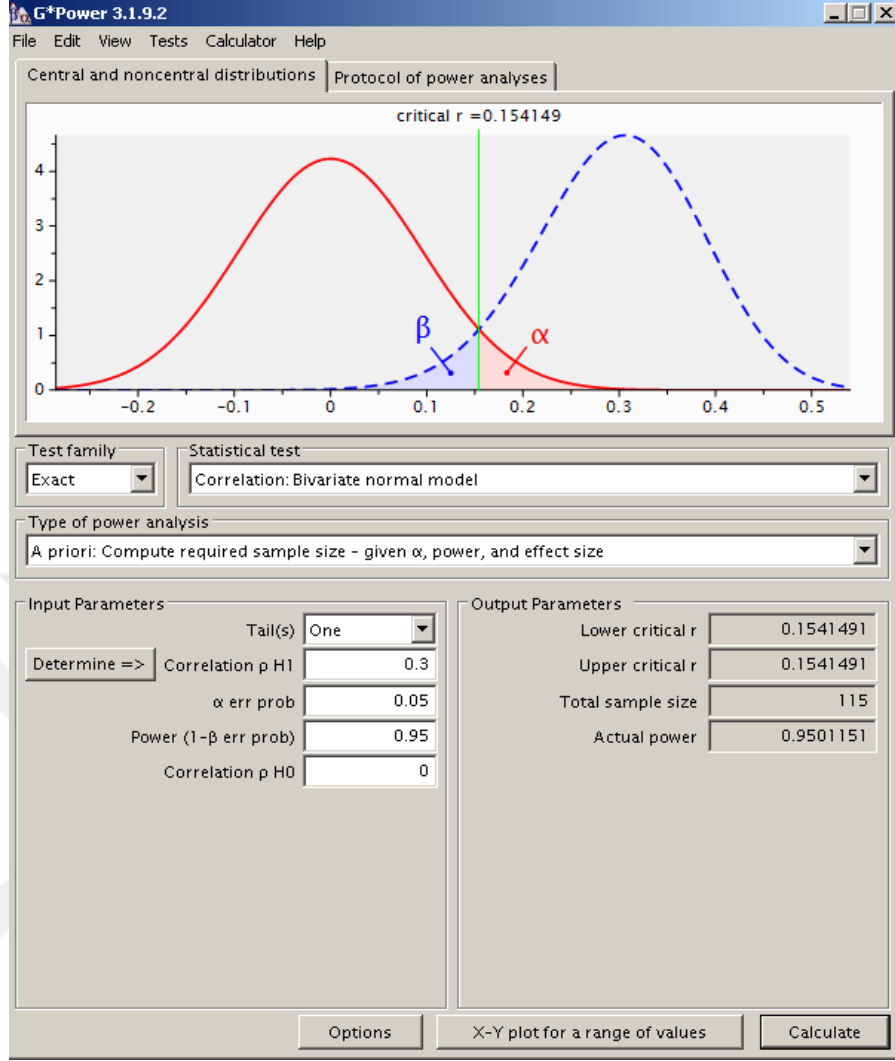 G*Power 3.1.9.2
File Edit View Tests Calculator Help
Central and noncentral distributions Protocol of power analyses
critical r =0.154149
4
3
2
1
0
β α
-0.2 -0.1 0 0.1 0.2 0.3 0.4 0.5
Test family Statistical test
Exact Correlation: Bivariate normal model
Type of power analysis
A priori: Compute required sample size – given α, power, and effect size
Input Parameters Output Parameters
Tail(s) One Lower critical r 0.1541491
Determine => Correlation ρ H1 0.3 Upper critical r 0.1541491
α err prob 0.05 Total sample size 115
Power (1-β err prob) 0.95 Actual power 0.9501151
Correlation ρ H0 0
Options X-Y plot for a range of values Calculate